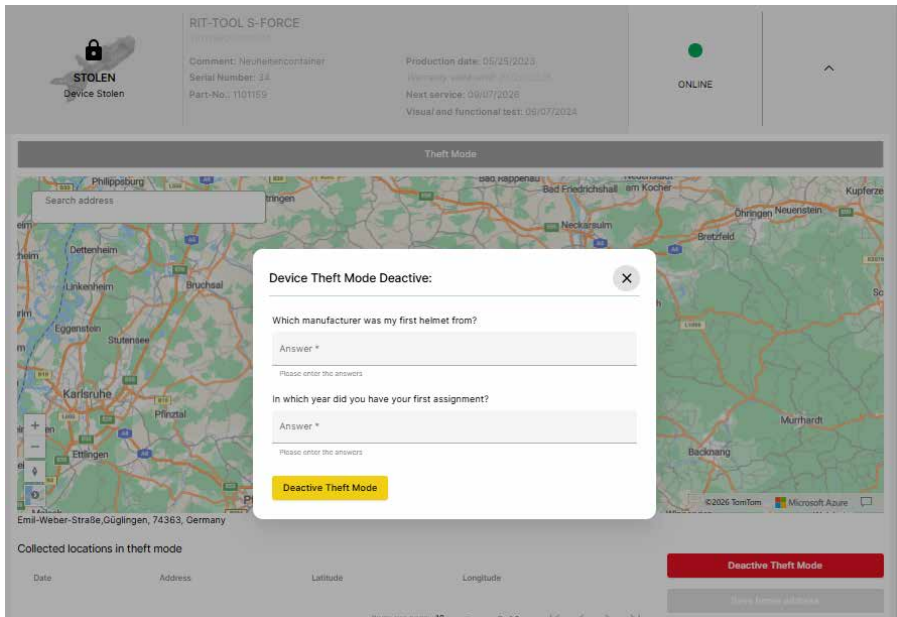 RIT-TOOL S-FORCE
STOLEN
Device Stolen
Comment: Neuheitencontainer
Serial Number: 34
Part-No.: 1101159
Production date: 05/25/2023
Next service: 09/07/2026
Visual and functional test: 06/07/2024
ONLINE
Theft Mode
Search address
Philippsburg
Bad Rappenau
Bad Friedrichshall
am Kocher
Kupferze
Öhringen
Neuenstein
Neckarsulm
Bretzfeld
Dettenheim
Linkenheim
Bruchsal
Eggenstein
Stutensee
Karlsruhe
Pfinztal
Ettlingen
Murrhardt
Backnang
Device Theft Mode Deactive:
Which manufacturer was my first helmet from?
Answer *
Please enter the answers
In which year did you have your first assignment?
Answer *
Please enter the answers
Deactive Theft Mode
©2026 TomTom
Microsoft Azure
Emil-Weber-Straße,Güglingen, 74363, Germany
Collected locations in theft mode
Date Address Latitude Longitude
Deactive Theft Mode